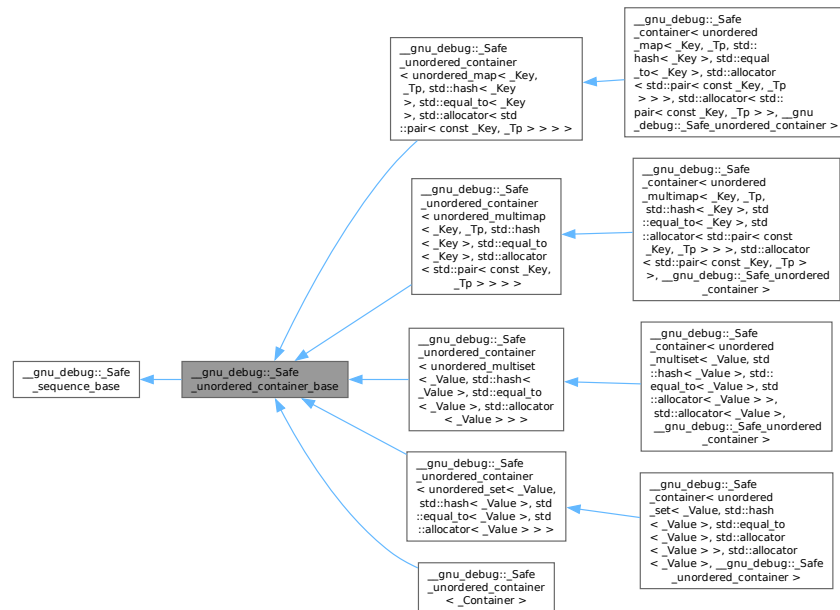 __gnu_debug::_Safe
_sequence_base
__gnu_debug::_Safe
_unordered_container_base
__gnu_debug::_Safe
_unordered_container
< unordered_map< _Key,
_Tp, std::hash< _Key
>, std::equal_to< _Key
>, std::allocator< std
::pair< const _Key, _Tp > > > >
__gnu_debug::_Safe
_unordered_container
< unordered_multimap
< _Key, _Tp, std::hash
< _Key >, std::equal_to
< _Key >, std::allocator
< std::pair< const _Key,
_Tp > > > >
__gnu_debug::_Safe
_unordered_container
< unordered_multiset
< _Value, std::hash<
_Value >, std::equal_to
< _Value >, std::allocator
< _Value > > >
__gnu_debug::_Safe
_unordered_container
< unordered_set< _Value,
std::hash< _Value >, std
::equal_to< _Value >, std
::allocator< _Value > > >
__gnu_debug::_Safe
_unordered_container
< _Container >
__gnu_debug::_Safe
_container< unordered
_map< _Key, _Tp, std::
hash< _Key >, std::equal
_to< _Key >, std::allocator
< std::pair< const _Key, _Tp
> > >, std::allocator< std::
pair< const _Key, _Tp > >, __gnu
_debug::_Safe_unordered_container >
__gnu_debug::_Safe
_container< unordered
_multimap< _Key, _Tp,
std::hash< _Key >, std
::equal_to< _Key >, std
::allocator< std::pair< const
_Key, _Tp > > >, std::allocator
< std::pair< const _Key, _Tp >
>, __gnu_debug::_Safe_unordered
_container >
__gnu_debug::_Safe
_container< unordered
_multiset< _Value, std
::hash< _Value >, std::
equal_to< _Value >, std
::allocator< _Value > >,
std::allocator< _Value >,
__gnu_debug::_Safe_unordered
_container >
__gnu_debug::_Safe
_container< unordered
_set< _Value, std::hash
< _Value >, std::equal_to
< _Value >, std::allocator
< _Value > >, std::allocator
< _Value >, __gnu_debug::_Safe
_unordered_container >